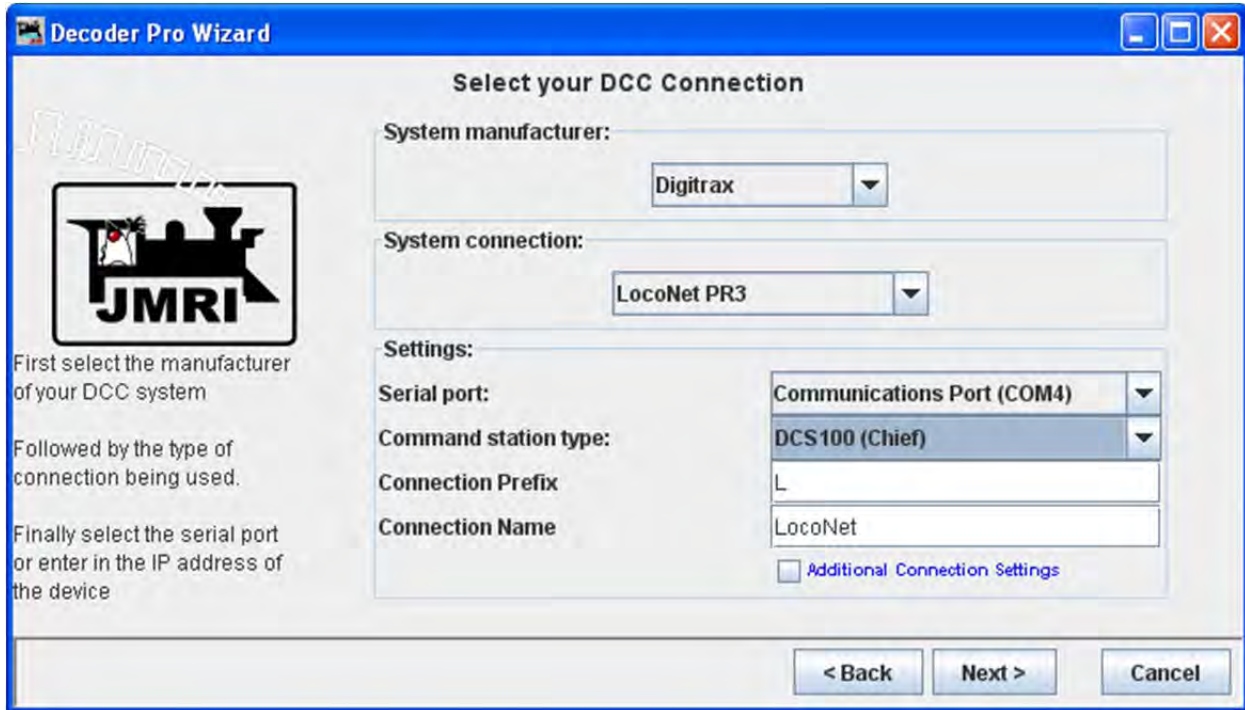 Decoder Pro Wizard
Select your DCC Connection
JMRI
First select the manufacturer
of your DCC system
Followed by the type of
connection being used.
Finally select the serial port
or enter in the IP address of
the device
System manufacturer:
Digitrax
System connection:
LocoNet PR3
Settings:
Serial port: Communications Port (COM4)
Command station type: DCS100 (Chief)
Connection Prefix L
Connection Name LocoNet
Additional Connection Settings
< Back Next > Cancel